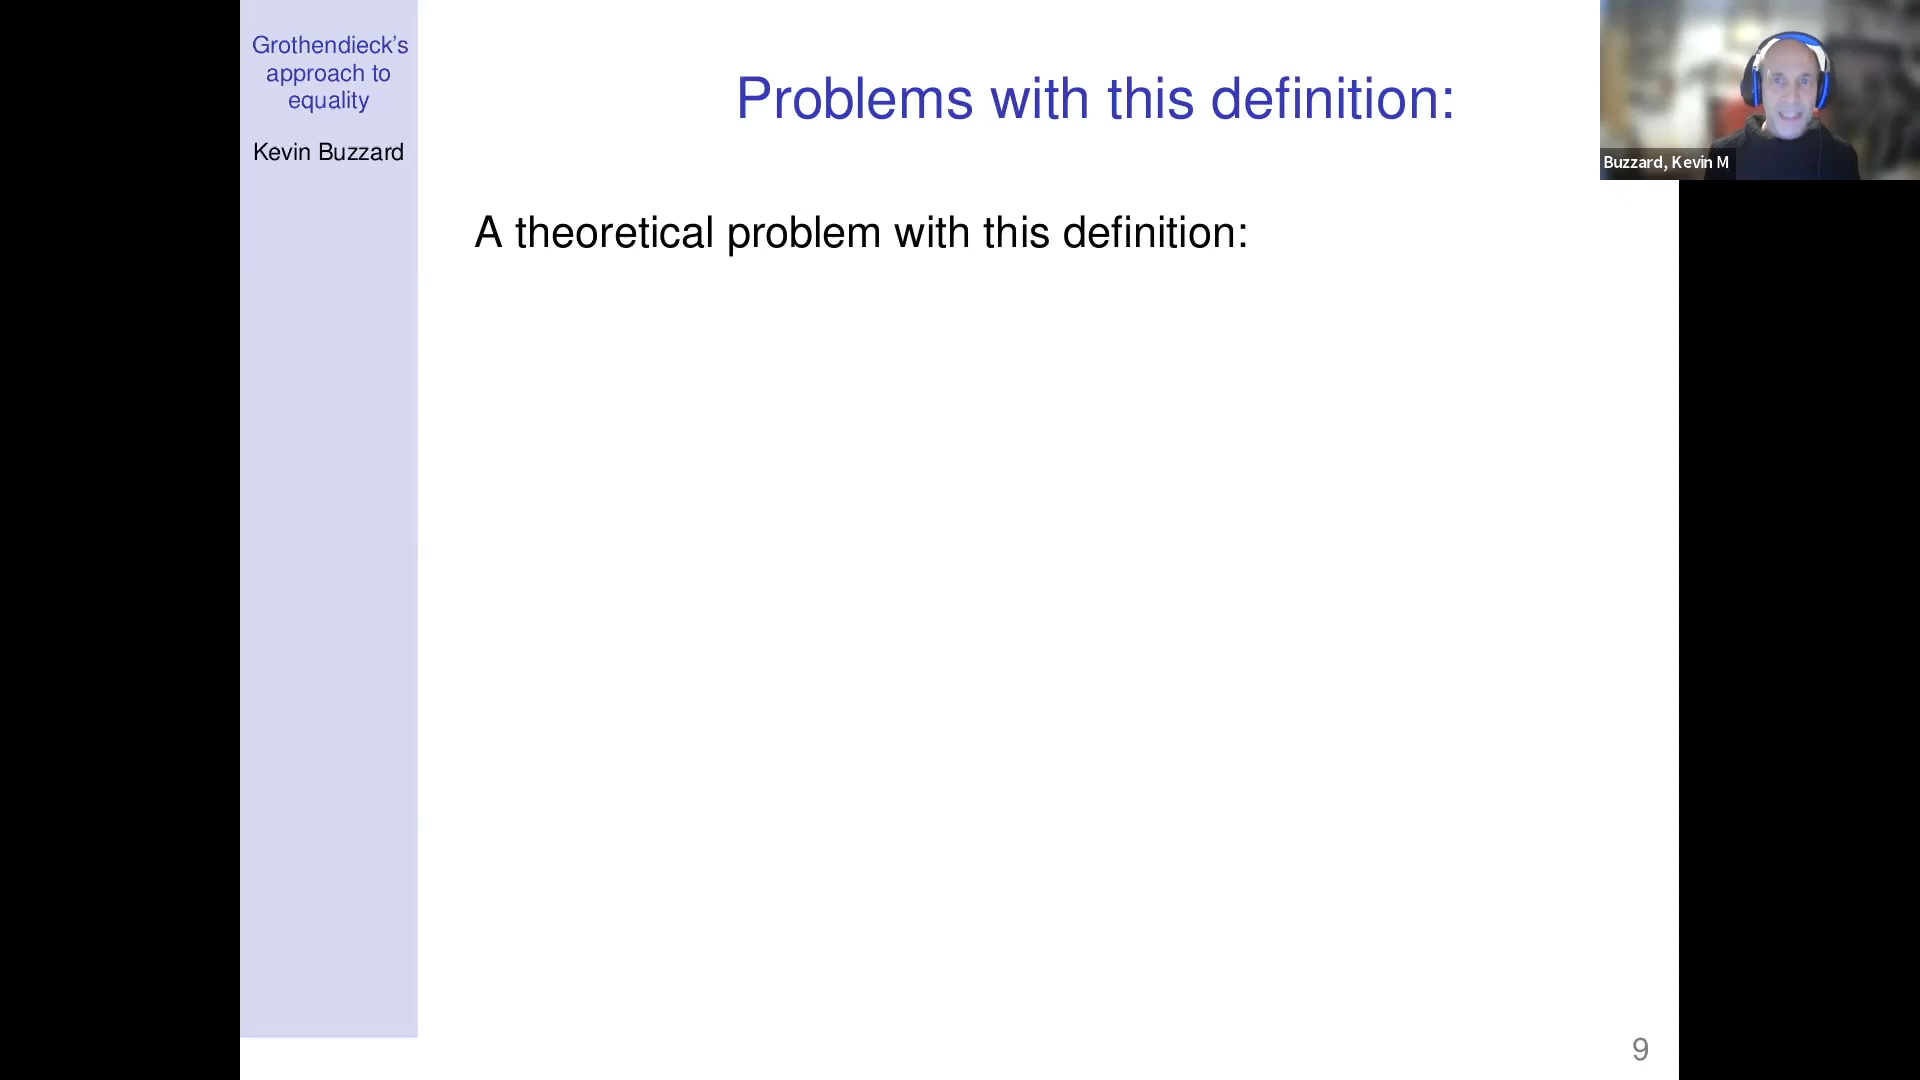 Grothendieck's
approach to
equality
Kevin Buzzard
Problems with this definition:
A theoretical problem with this definition:
Buzzard, Kevin M
9